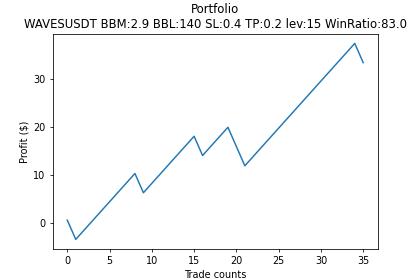 Portfolio
WAVESUSDT BBM:2.9 BBL:140 SL:0.4 TP:0.2 lev:15 WinRatio:83.0
Profit ($)
30
20
10
0
0 5 10 15 20 25 30 35
Trade counts